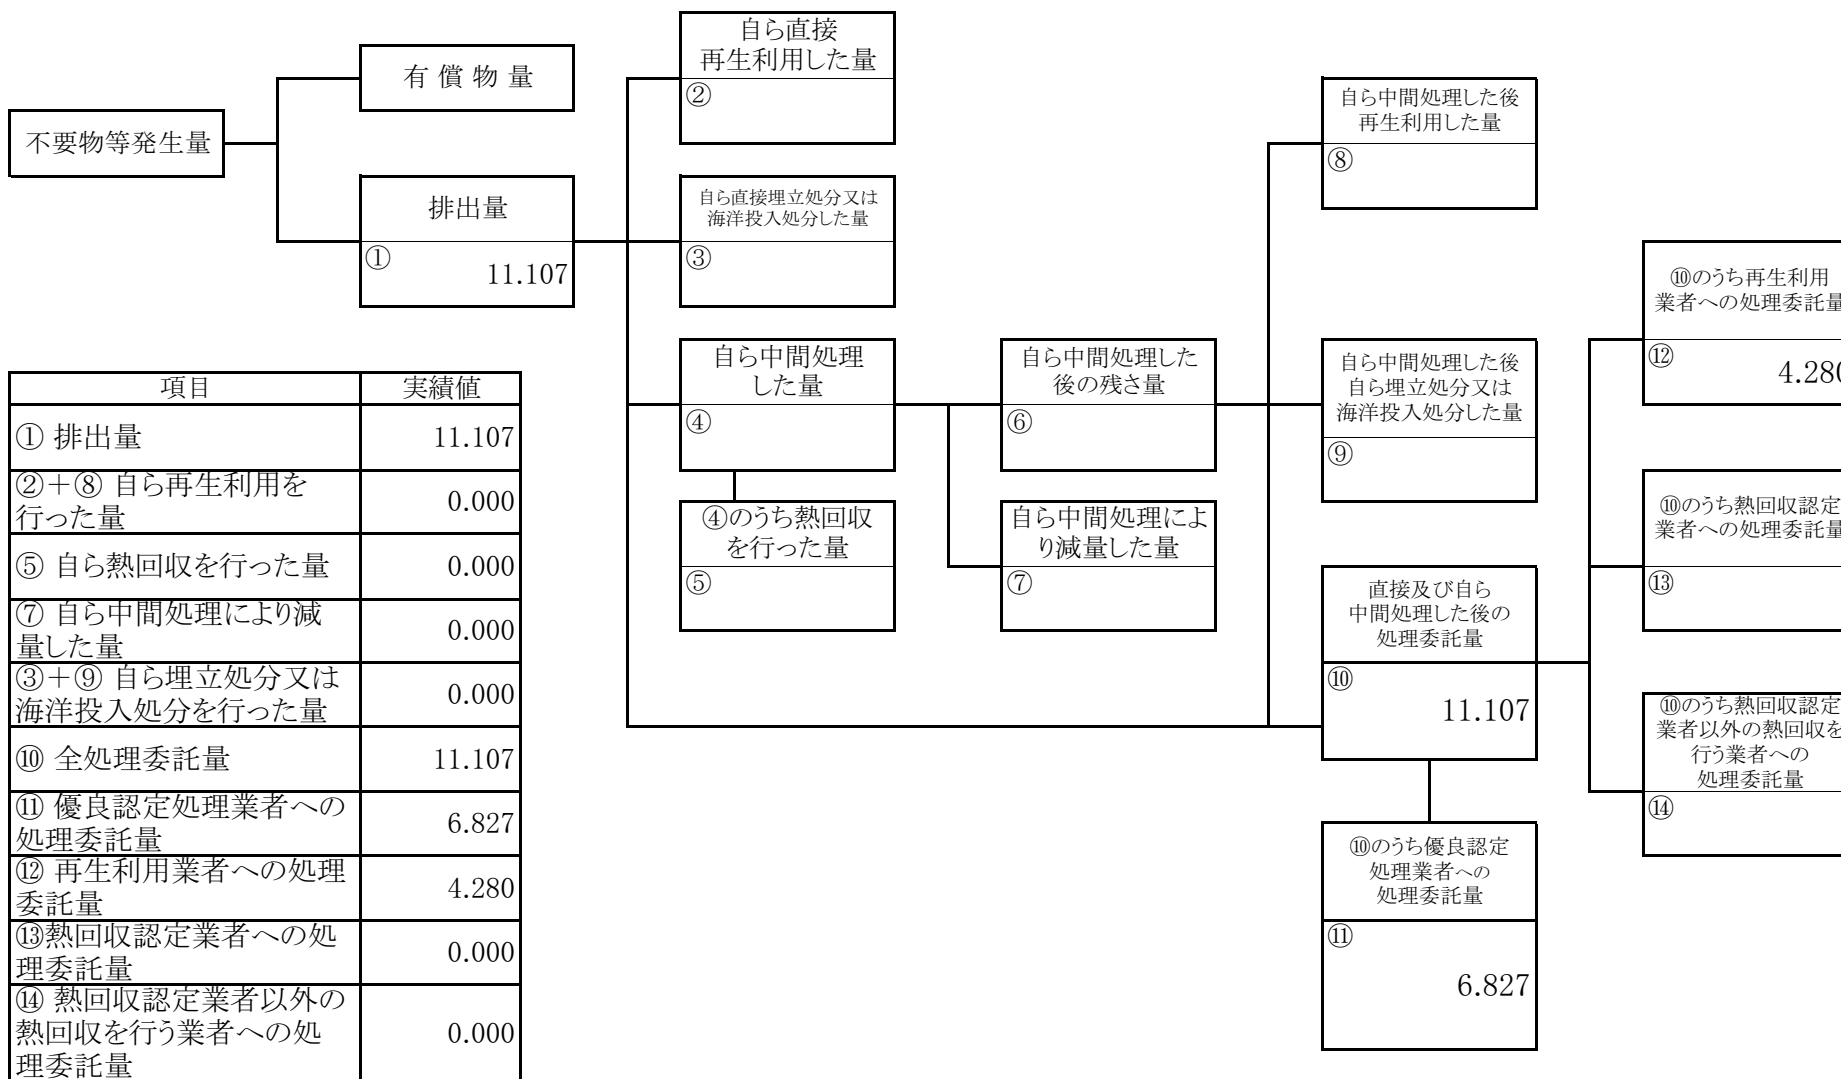 自ら直接
再生利用した量
②
有償物量
不要物等発生量
排出量
①
11.107
自ら直接埋立処分又は
海洋投入処分した量
③
自ら中間処理した後
再生利用した量
⑧
⑩のうち再生利用
業者への処理委託量
⑫
4.280
自ら中間処理
した量
④
自ら中間処理した
後の残さ量
⑥
自ら中間処理した後
自ら埋立処分又は
海洋投入処分した量
⑨
④のうち熱回収
を行った量
⑤
自ら中間処理によ
り減量した量
⑦
⑩のうち熱回収認定
業者への処理委託量
⑬
直接及び自ら
中間処理した後の
処理委託量
⑩
11.107
⑩のうち熱回収認定
業者以外の熱回収を
行う業者への
処理委託量
⑭
⑩のうち優良認定
処理業者への
処理委託量
⑪
6.827
項目 実績値
① 排出量 11.107
②＋⑧ 自ら再生利用を
行った量 0.000
⑤ 自ら熱回収を行った量 0.000
⑦ 自ら中間処理により減
量した量 0.000
③＋⑨ 自ら埋立処分又は
海洋投入処分を行った量 0.000
⑩ 全処理委託量 11.107
⑪ 優良認定処理業者への
処理委託量 6.827
⑫ 再生利用業者への処理
委託量 4.280
⑬熱回収認定業者への処
理委託量 0.000
⑭ 熱回収認定業者以外の
熱回収を行う業者への処
理委託量 0.000